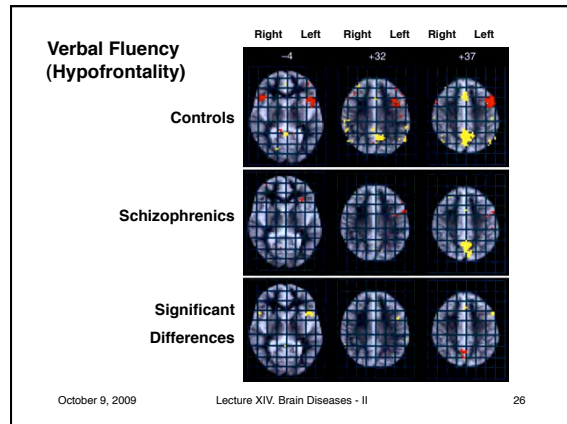 Verbal Fluency
(Hypofrontality)
Right Left Right Left Right Left
–4 +32 +37
Controls
Schizophrenics
Significant
Differences
October 9, 2009 Lecture XIV. Brain Diseases - II 26